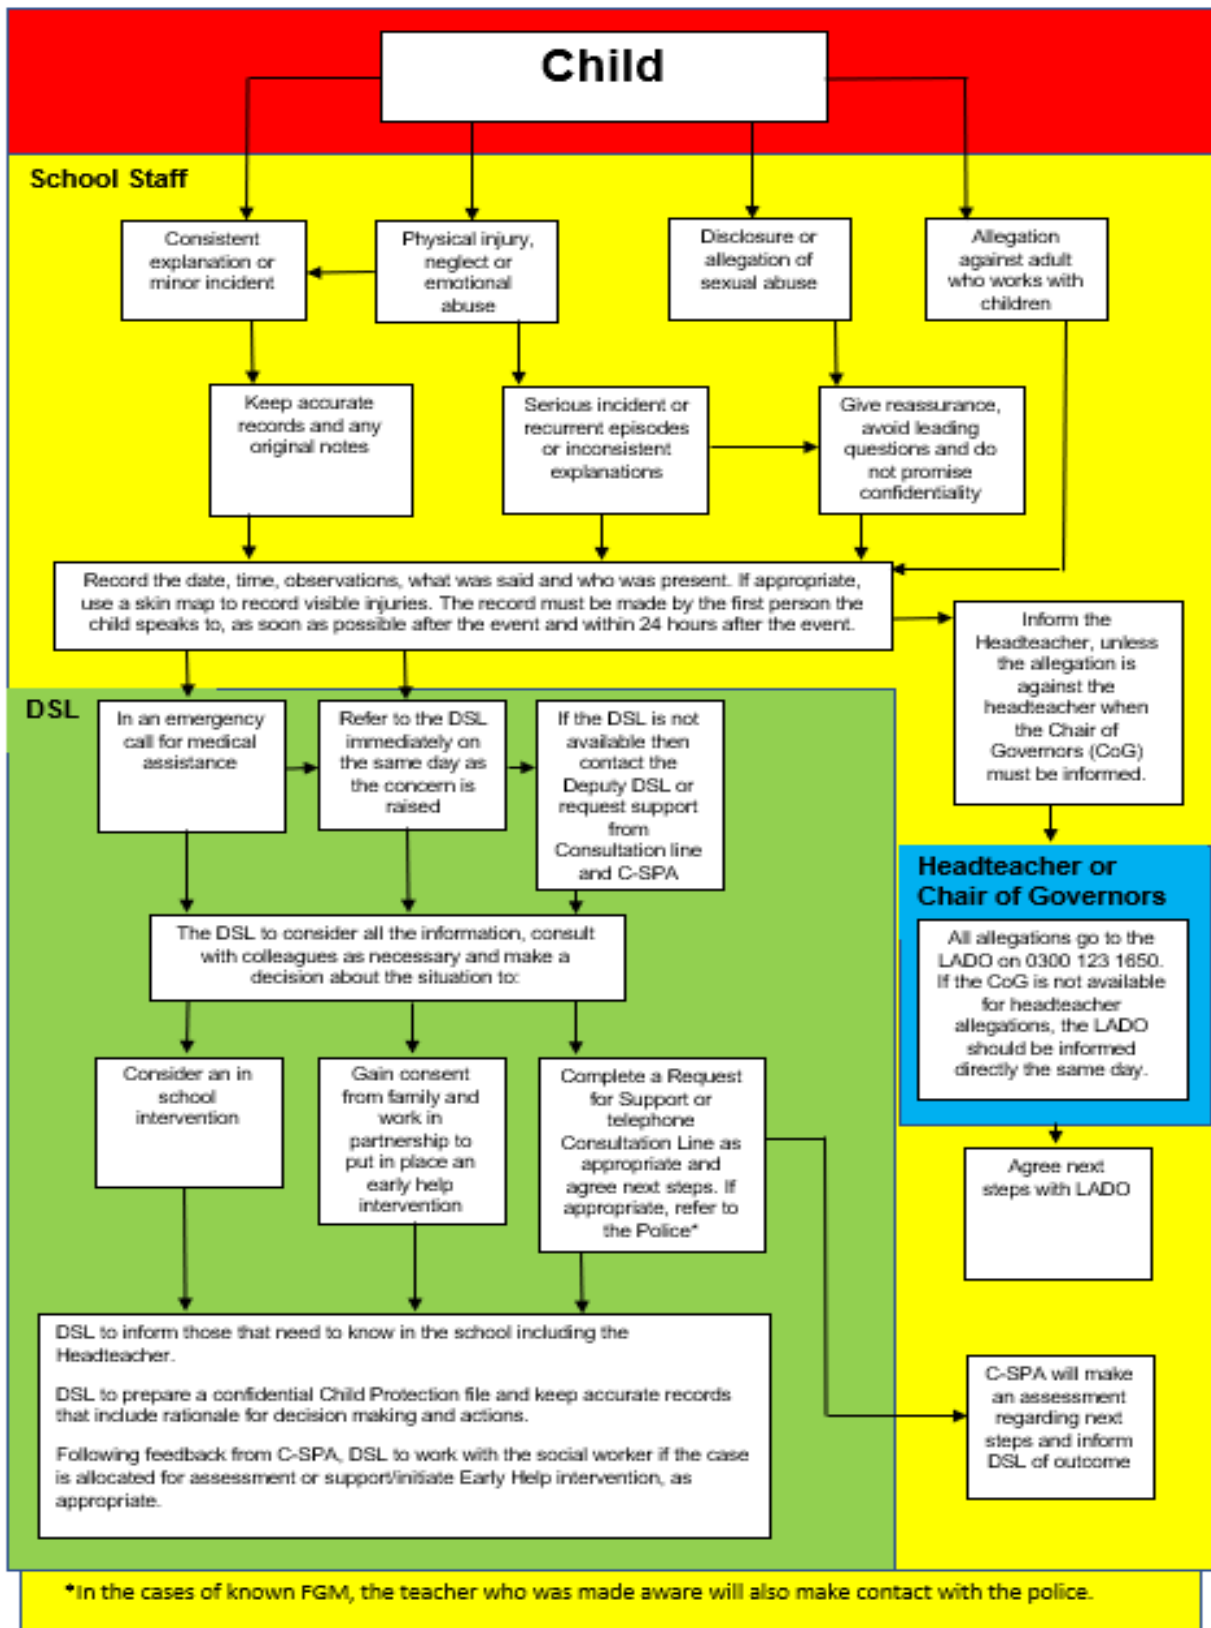 Child
School Staff
Consistent
explanation or
minor incident
Physical injury,
neglect or
emotional
abuse
Disclosure or
allegation of
sexual abuse
Allegation
against adult
who works with
children
Keep accurate
records and any
original notes
Serious incident or
recurrent episodes
or inconsistent
explanations
Give reassurance,
avoid leading
questions and do
not promise
confidentiality
Record the date, time, observations, what was said and who was present. If appropriate,
use a skin map to record visible injuries. The record must be made by the first person the
child speaks to, as soon as possible after the event and within 24 hours after the event.
Inform the
Headteacher, unless
the allegation is
against the
headteacher when
the Chair of
Governors (CoG)
must be informed.
DSL
In an emergency
call for medical
assistance
Refer to the DSL
immediately on
the same day as
the concern is
raised
If the DSL is not
available then
contact the
Deputy DSL or
request support
from
Consultation line
and C-SPA
Headteacher or
Chair of Governors
All allegations go to the
LADO on 0300 123 1650.
If the CoG is not available
for headteacher
allegations, the LADO
should be informed
directly the same day.
The DSL to consider all the information, consult
with colleagues as necessary and make a
decision about the situation to:
Consider an in
school
intervention
Gain consent
from family and
work in
partnership to
put in place an
early help
intervention
Complete a Request
for Support or
telephone
Consultation Line as
appropriate and
agree next steps. If
appropriate, refer to
the Police*
Agree next
steps with LADO
DSL to inform those that need to know in the school including the
Headteacher.
DSL to prepare a confidential Child Protection file and keep accurate records
that include rationale for decision making and actions.
Following feedback from C-SPA, DSL to work with the social worker if the case
is allocated for assessment or support/initiate Early Help intervention, as
appropriate.
C-SPA will make
an assessment
regarding next
steps and inform
DSL of outcome
*In the cases of known FGM, the teacher who was made aware will also make contact with the police.